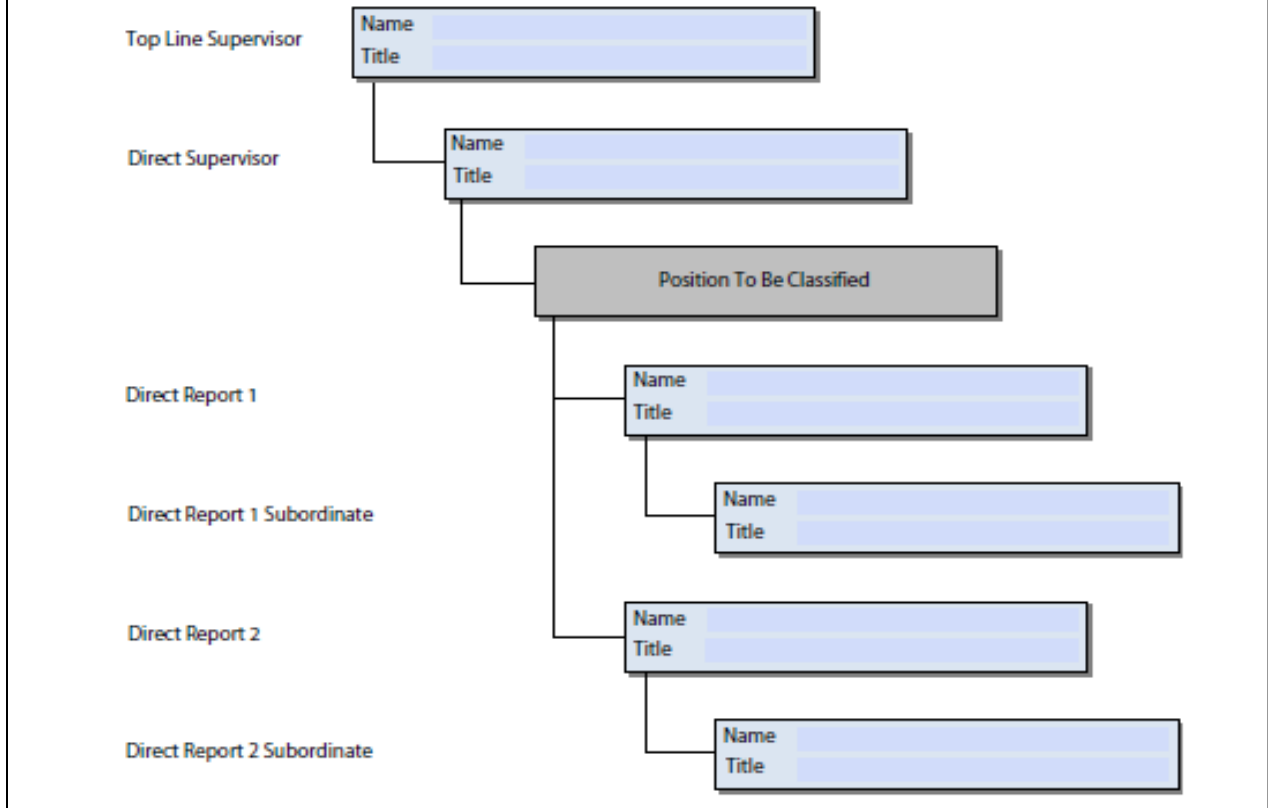 Top Line Supervisor
Name
Title
Direct Supervisor
Name
Title
Position To Be Classified
Direct Report 1
Name
Title
Direct Report 1 Subordinate
Name
Title
Direct Report 2
Name
Title
Direct Report 2 Subordinate
Name
Title